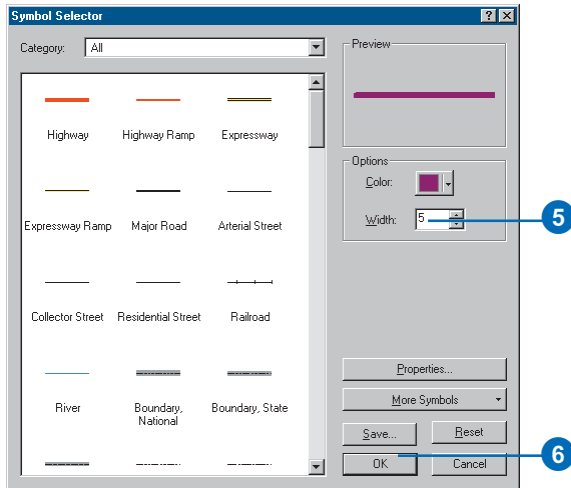 Symbol Selector
Category: All
Preview
Highway Highway Ramp Expressway
Options
Color:
Width: 5
5
Expressway Ramp Major Road Arterial Street
Collector Street Residential Street Railroad
Properties...
More Symbols
River Boundary, National Boundary, State
Save... Reset
OK Cancel
6